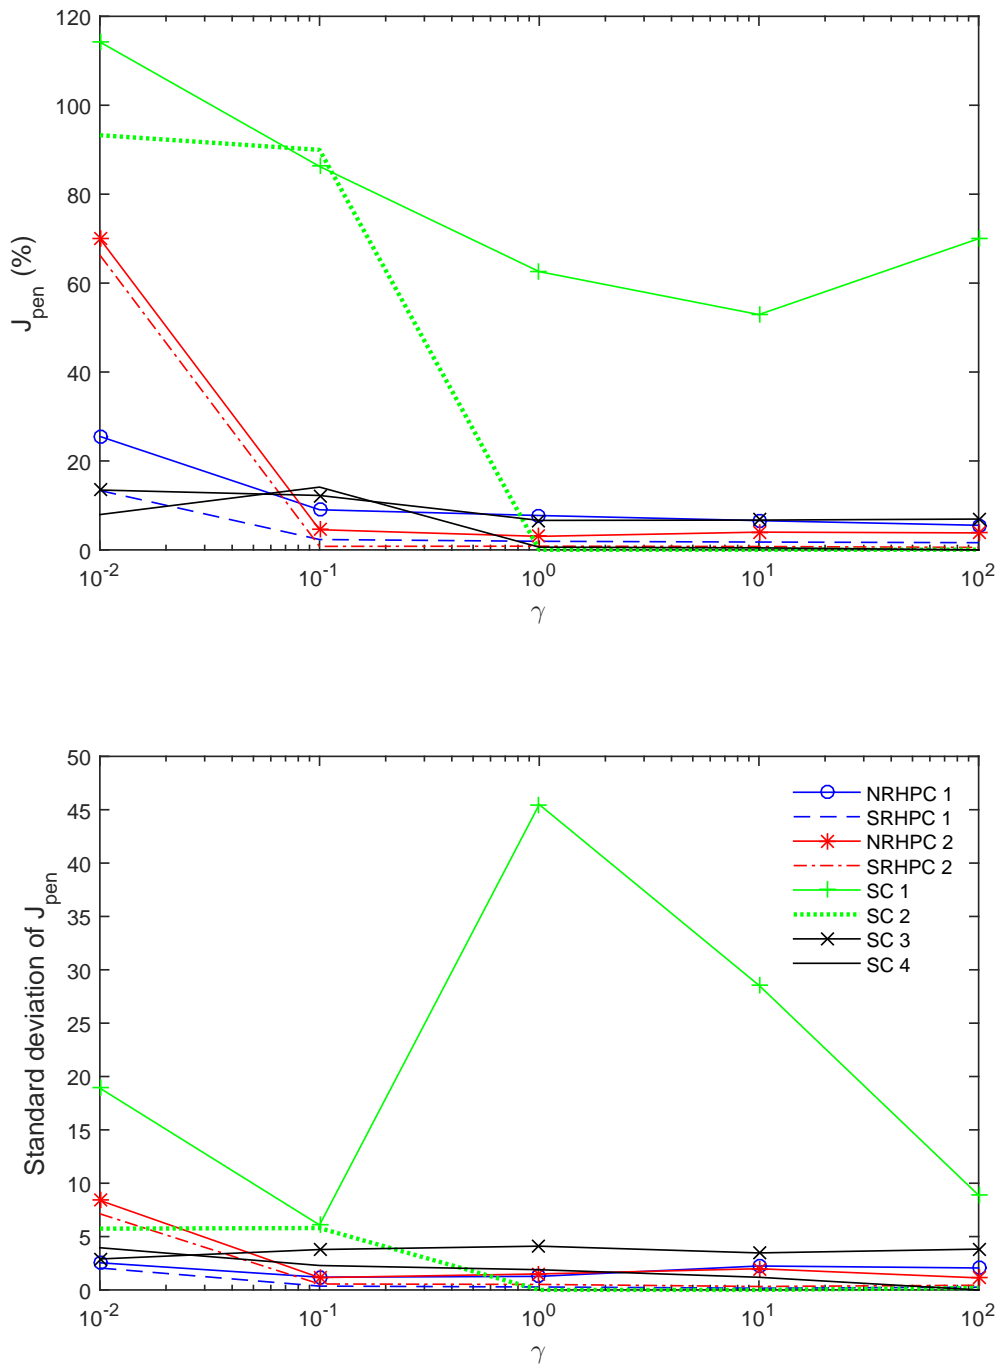 120
100
80
60
40
20
0
J_pen (%)
10^-2 10^-1 10^0 10^1 10^2
γ
50
45
40
35
30
25
20
15
10
5
0
Standard deviation of J_pen
NRHPC 1
SRHPC 1
NRHPC 2
SRHPC 2
SC 1
SC 2
SC 3
SC 4
10^-2 10^-1 10^0 10^1 10^2
γ